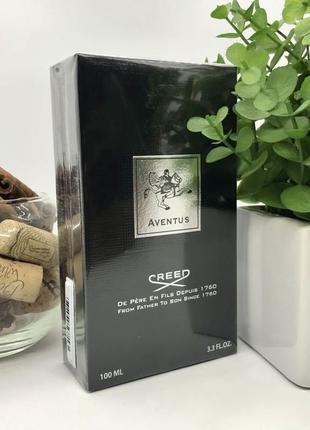 AVENTUS
CREED
DE PÈRE EN FILS DEPUIS 1760
FROM FATHER TO SON SINCE 1760
100 ML
3.3 FL.OZ.